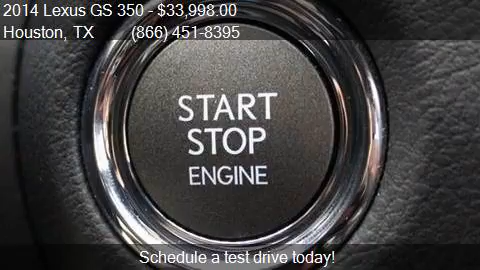 2014 Lexus GS 350 - $33,998.00
Houston, TX (866) 451-8395
START
STOP
ENGINE
Schedule a test drive today!